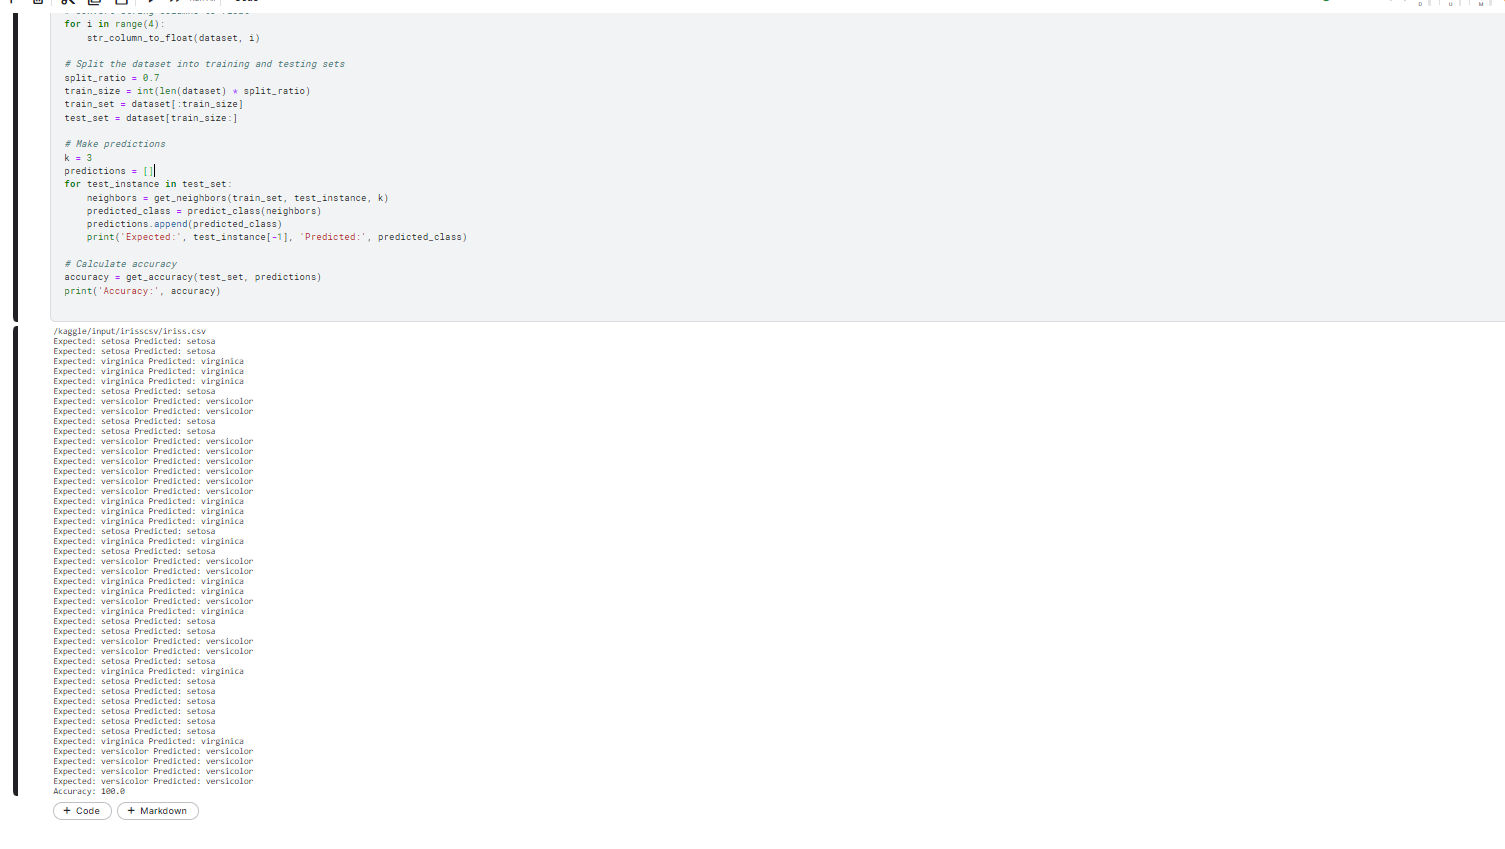 for i in range(4):
    str_column_to_float(dataset, i)
# Split the dataset into training and testing sets
split_ratio = 0.7
train_size = int(len(dataset) * split_ratio)
train_set = dataset[:train_size]
test_set = dataset[train_size:]
# Make predictions
k = 3
predictions = []
for test_instance in test_set:
    neighbors = get_neighbors(train_set, test_instance, k)
    predicted_class = predict_class(neighbors)
    predictions.append(predicted_class)
    print('Expected:', test_instance[-1], 'Predicted:', predicted_class)
# Calculate accuracy
accuracy = get_accuracy(test_set, predictions)
print('Accuracy:', accuracy)
/kaggle/input/irisscsv/iriss.csv
Expected: setosa Predicted: setosa
Expected: setosa Predicted: setosa
Expected: virginica Predicted: virginica
Expected: virginica Predicted: virginica
Expected: virginica Predicted: virginica
Expected: setosa Predicted: setosa
Expected: versicolor Predicted: versicolor
Expected: versicolor Predicted: versicolor
Expected: setosa Predicted: setosa
Expected: setosa Predicted: setosa
Expected: versicolor Predicted: versicolor
Expected: versicolor Predicted: versicolor
Expected: versicolor Predicted: versicolor
Expected: versicolor Predicted: versicolor
Expected: versicolor Predicted: versicolor
Expected: versicolor Predicted: versicolor
Expected: virginica Predicted: virginica
Expected: virginica Predicted: virginica
Expected: virginica Predicted: virginica
Expected: setosa Predicted: setosa
Expected: virginica Predicted: virginica
Expected: setosa Predicted: setosa
Expected: versicolor Predicted: versicolor
Expected: versicolor Predicted: versicolor
Expected: virginica Predicted: virginica
Expected: virginica Predicted: virginica
Expected: versicolor Predicted: versicolor
Expected: virginica Predicted: virginica
Expected: setosa Predicted: setosa
Expected: setosa Predicted: setosa
Expected: versicolor Predicted: versicolor
Expected: versicolor Predicted: versicolor
Expected: setosa Predicted: setosa
Expected: virginica Predicted: virginica
Expected: setosa Predicted: setosa
Expected: setosa Predicted: setosa
Expected: setosa Predicted: setosa
Expected: setosa Predicted: setosa
Expected: setosa Predicted: setosa
Expected: setosa Predicted: setosa
Expected: virginica Predicted: virginica
Expected: versicolor Predicted: versicolor
Expected: versicolor Predicted: versicolor
Expected: versicolor Predicted: versicolor
Expected: versicolor Predicted: versicolor
Accuracy: 100.0
+ Code + Markdown